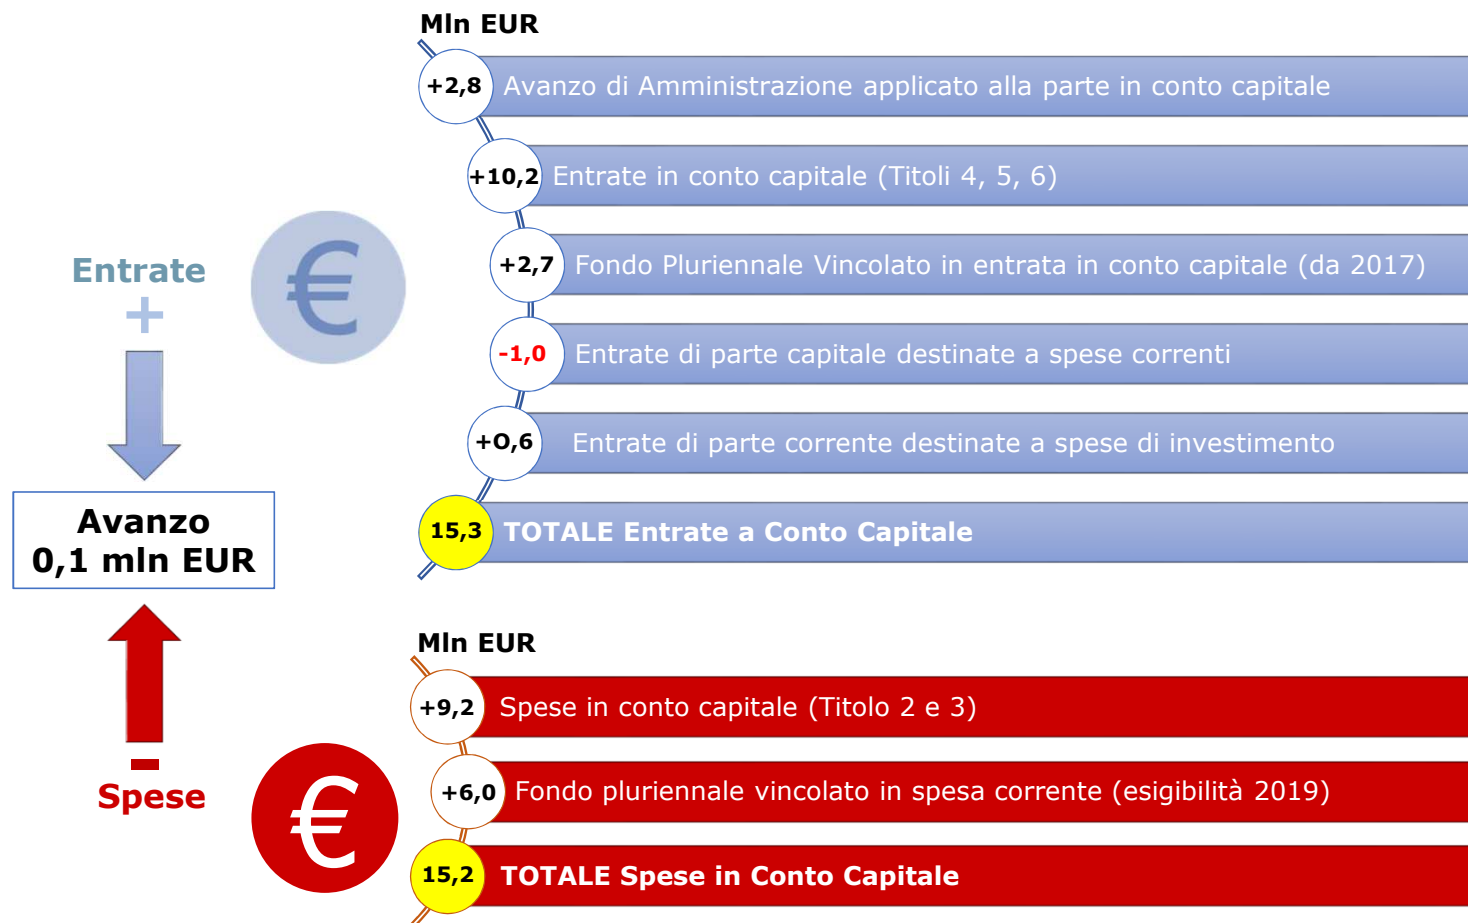 Mln EUR
+2,8 Avanzo di Amministrazione applicato alla parte in conto capitale
+10,2 Entrate in conto capitale (Titoli 4, 5, 6)
+2,7 Fondo Pluriennale Vincolato in entrata in conto capitale (da 2017)
-1,0 Entrate di parte capitale destinate a spese correnti
+O,6 Entrate di parte corrente destinate a spese di investimento
15,3 TOTALE Entrate a Conto Capitale
Entrate
+
€
Avanzo
0,1 mln EUR
-
Spese
€
Mln EUR
+9,2 Spese in conto capitale (Titolo 2 e 3)
+6,0 Fondo pluriennale vincolato in spesa corrente (esigibilità 2019)
15,2 TOTALE Spese in Conto Capitale